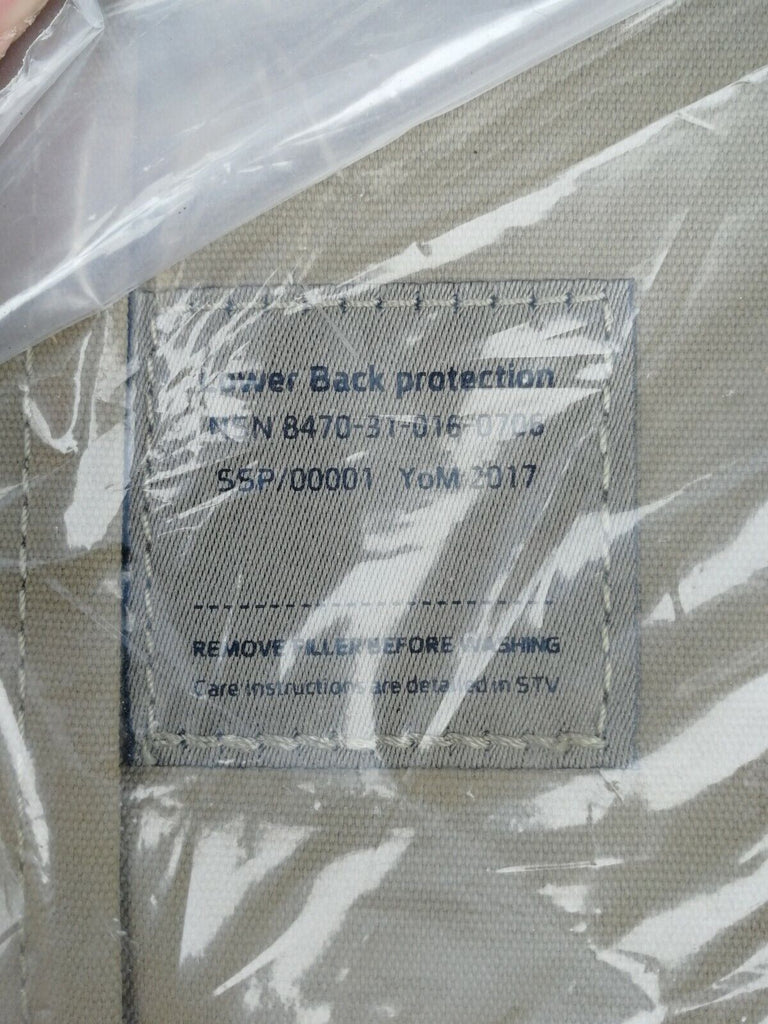 Lower Back protection
NSN 8470-31-016-0706
SSP/00001 YoM 2017
REMOVE FILLER BEFORE WASHING
Care instructions are detailed in STV